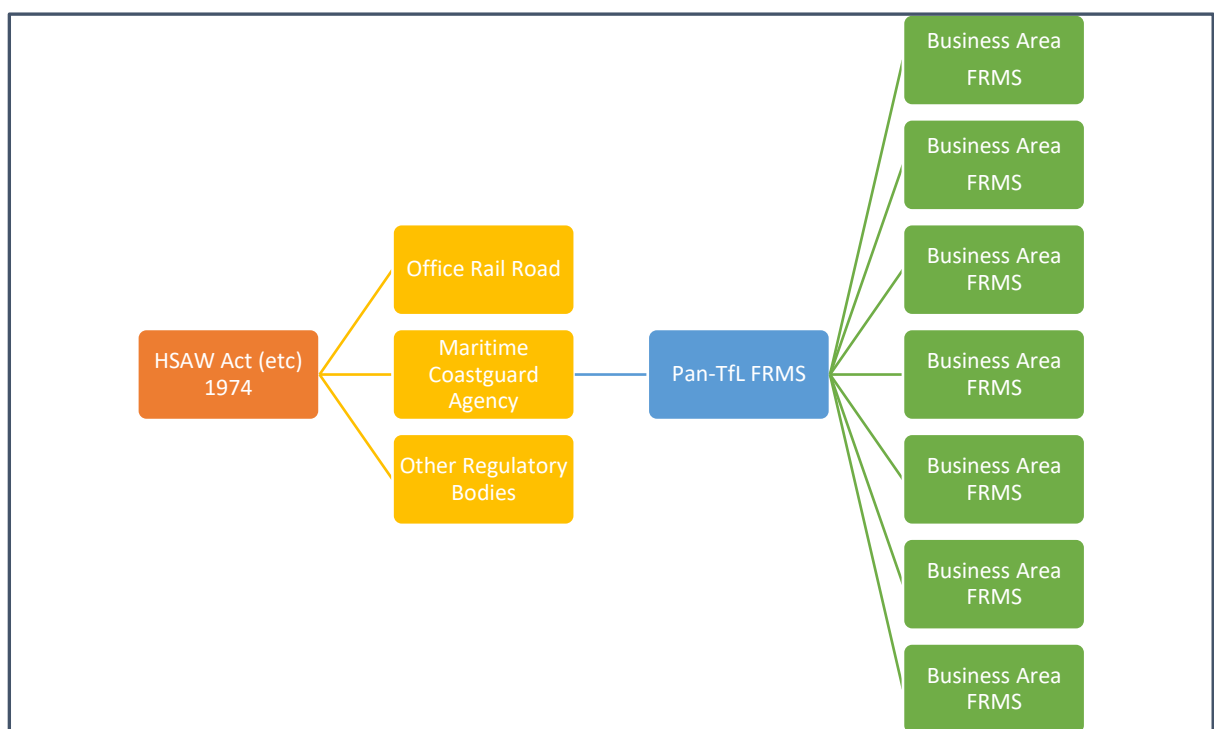 HSAW Act (etc)
1974
Office Rail Road
Maritime
Coastguard
Agency
Other Regulatory
Bodies
Pan-TfL FRMS
Business Area
FRMS
Business Area
FRMS
Business Area
FRMS
Business Area
FRMS
Business Area
FRMS
Business Area
FRMS
Business Area
FRMS